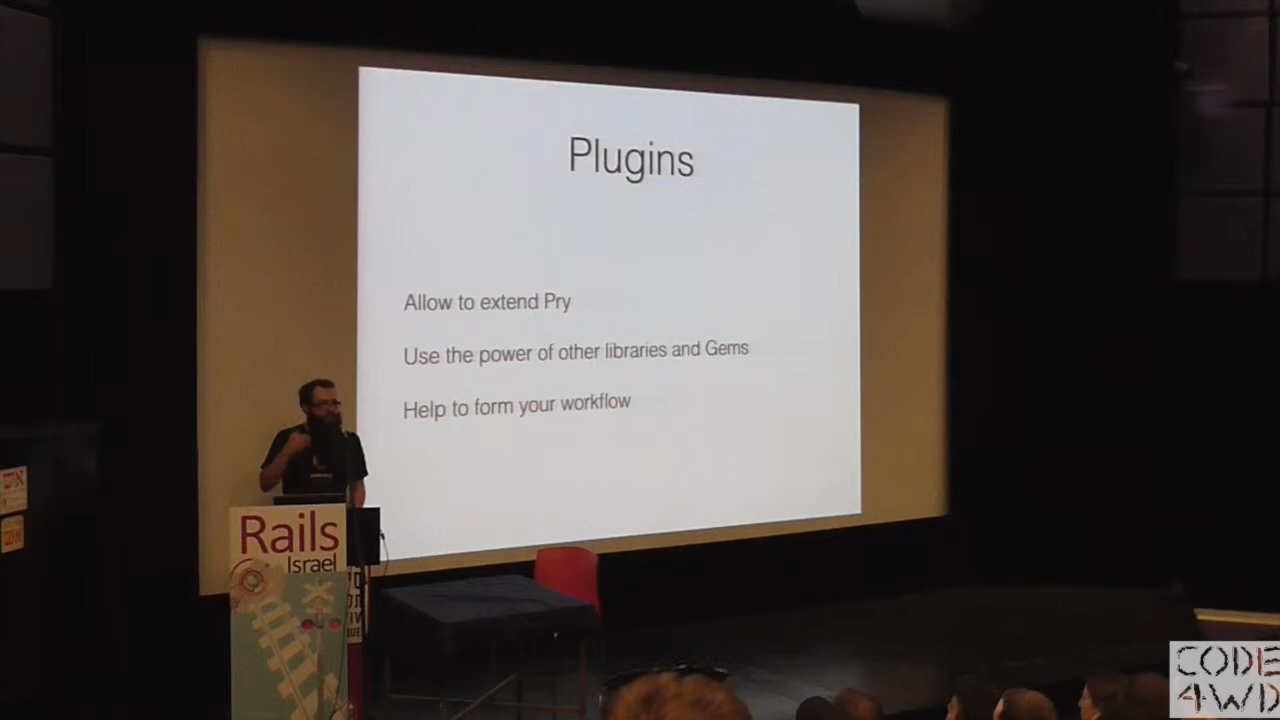 Plugins
Allow to extend Pry
Use the power of other libraries and Gems
Help to form your workflow
Rails
Israel
אש
CODE
4WD